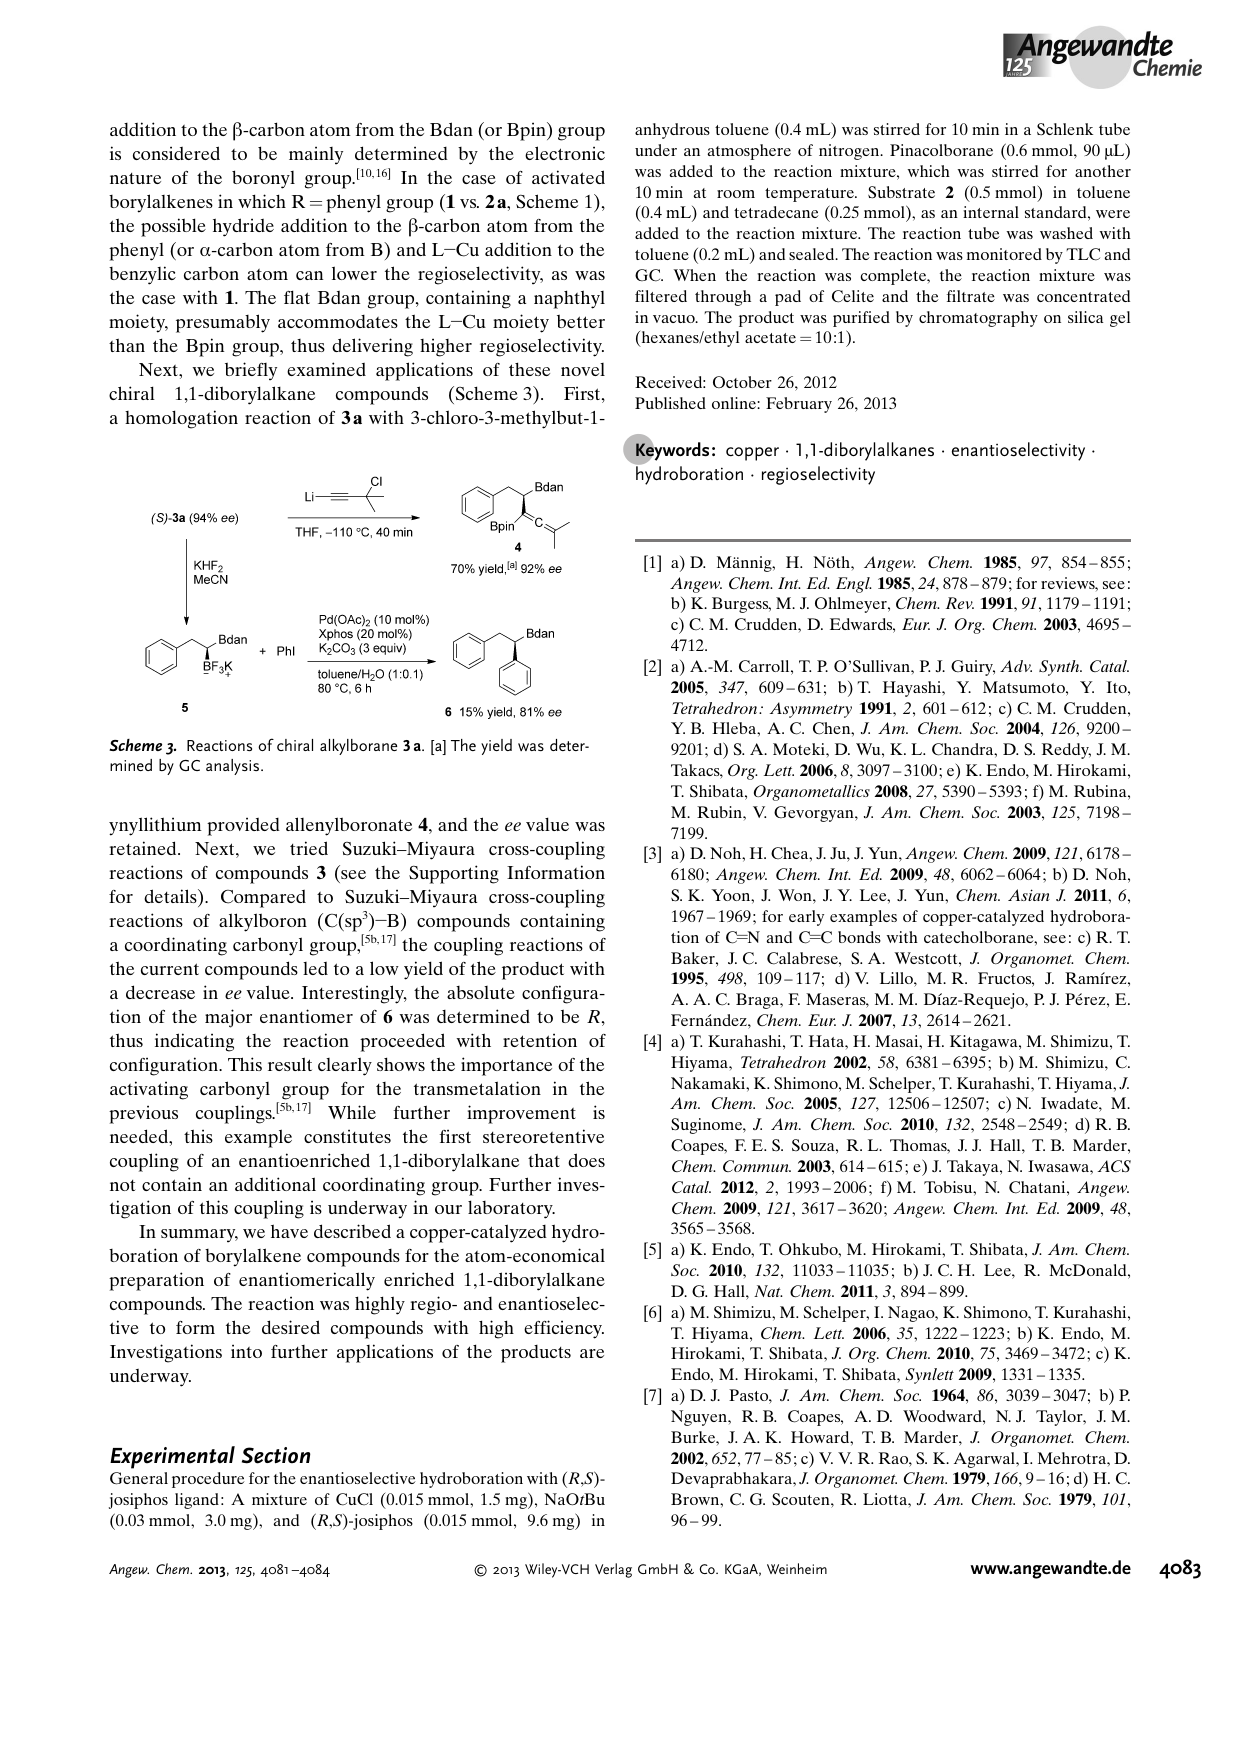 Angewandte
125
JAHRE
Chemie
addition to the β-carbon atom from the Bdan (or Bpin) group
is considered to be mainly determined by the electronic
nature of the boronyl group.[10,16] In the case of activated
borylalkenes in which R = phenyl group (1 vs. 2a, Scheme 1),
the possible hydride addition to the β-carbon atom from the
phenyl (or α-carbon atom from B) and L−Cu addition to the
benzylic carbon atom can lower the regioselectivity, as was
the case with 1. The flat Bdan group, containing a naphthyl
moiety, presumably accommodates the L−Cu moiety better
than the Bpin group, thus delivering higher regioselectivity.
Next, we briefly examined applications of these novel
chiral 1,1-diborylalkane compounds (Scheme 3). First,
a homologation reaction of 3a with 3-chloro-3-methylbut-1-
(S)-3a (94% ee)
Li
Cl
THF, −110 °C, 40 min
Bdan
Bpin
C
4
70% yield,[a] 92% ee
KHF2
MeCN
Bdan
BF3K
− +
5
+ PhI
Pd(OAc)2 (10 mol%)
Xphos (20 mol%)
K2CO3 (3 equiv)
toluene/H2O (1:0.1)
80 °C, 6 h
Bdan
6 15% yield, 81% ee
Scheme 3. Reactions of chiral alkylborane 3a. [a] The yield was deter-
mined by GC analysis.
ynyllithium provided allenylboronate 4, and the ee value was
retained. Next, we tried Suzuki–Miyaura cross-coupling
reactions of compounds 3 (see the Supporting Information
for details). Compared to Suzuki–Miyaura cross-coupling
reactions of alkylboron (C(sp3)−B) compounds containing
a coordinating carbonyl group,[5b,17] the coupling reactions of
the current compounds led to a low yield of the product with
a decrease in ee value. Interestingly, the absolute configura-
tion of the major enantiomer of 6 was determined to be R,
thus indicating the reaction proceeded with retention of
configuration. This result clearly shows the importance of the
activating carbonyl group for the transmetalation in the
previous couplings.[5b,17] While further improvement is
needed, this example constitutes the first stereoretentive
coupling of an enantioenriched 1,1-diborylalkane that does
not contain an additional coordinating group. Further inves-
tigation of this coupling is underway in our laboratory.
In summary, we have described a copper-catalyzed hydro-
boration of borylalkene compounds for the atom-economical
preparation of enantiomerically enriched 1,1-diborylalkane
compounds. The reaction was highly regio- and enantioselec-
tive to form the desired compounds with high efficiency.
Investigations into further applications of the products are
underway.
Experimental Section
General procedure for the enantioselective hydroboration with (R,S)-
josiphos ligand: A mixture of CuCl (0.015 mmol, 1.5 mg), NaOtBu
(0.03 mmol, 3.0 mg), and (R,S)-josiphos (0.015 mmol, 9.6 mg) in
anhydrous toluene (0.4 mL) was stirred for 10 min in a Schlenk tube
under an atmosphere of nitrogen. Pinacolborane (0.6 mmol, 90 μL)
was added to the reaction mixture, which was stirred for another
10 min at room temperature. Substrate 2 (0.5 mmol) in toluene
(0.4 mL) and tetradecane (0.25 mmol), as an internal standard, were
added to the reaction mixture. The reaction tube was washed with
toluene (0.2 mL) and sealed. The reaction was monitored by TLC and
GC. When the reaction was complete, the reaction mixture was
filtered through a pad of Celite and the filtrate was concentrated
in vacuo. The product was purified by chromatography on silica gel
(hexanes/ethyl acetate = 10:1).
Received: October 26, 2012
Published online: February 26, 2013
Keywords: copper · 1,1-diborylalkanes · enantioselectivity ·
hydroboration · regioselectivity
[1] a) D. Männig, H. Nöth, Angew. Chem. 1985, 97, 854–855;
Angew. Chem. Int. Ed. Engl. 1985, 24, 878–879; for reviews, see:
b) K. Burgess, M. J. Ohlmeyer, Chem. Rev. 1991, 91, 1179–1191;
c) C. M. Crudden, D. Edwards, Eur. J. Org. Chem. 2003, 4695–
4712.
[2] a) A.-M. Carroll, T. P. O'Sullivan, P. J. Guiry, Adv. Synth. Catal.
2005, 347, 609–631; b) T. Hayashi, Y. Matsumoto, Y. Ito,
Tetrahedron: Asymmetry 1991, 2, 601–612; c) C. M. Crudden,
Y. B. Hleba, A. C. Chen, J. Am. Chem. Soc. 2004, 126, 9200–
9201; d) S. A. Moteki, D. Wu, K. L. Chandra, D. S. Reddy, J. M.
Takacs, Org. Lett. 2006, 8, 3097–3100; e) K. Endo, M. Hirokami,
T. Shibata, Organometallics 2008, 27, 5390–5393; f) M. Rubina,
M. Rubin, V. Gevorgyan, J. Am. Chem. Soc. 2003, 125, 7198–
7199.
[3] a) D. Noh, H. Chea, J. Ju, J. Yun, Angew. Chem. 2009, 121, 6178–
6180; Angew. Chem. Int. Ed. 2009, 48, 6062–6064; b) D. Noh,
S. K. Yoon, J. Won, J. Y. Lee, J. Yun, Chem. Asian J. 2011, 6,
1967–1969; for early examples of copper-catalyzed hydrobora-
tion of C=N and C=C bonds with catecholborane, see: c) R. T.
Baker, J. C. Calabrese, S. A. Westcott, J. Organomet. Chem.
1995, 498, 109–117; d) V. Lillo, M. R. Fructos, J. Ramírez,
A. A. C. Braga, F. Maseras, M. M. Díaz-Requejo, P. J. Pérez, E.
Fernández, Chem. Eur. J. 2007, 13, 2614–2621.
[4] a) T. Kurahashi, T. Hata, H. Masai, H. Kitagawa, M. Shimizu, T.
Hiyama, Tetrahedron 2002, 58, 6381–6395; b) M. Shimizu, C.
Nakamaki, K. Shimono, M. Schelper, T. Kurahashi, T. Hiyama, J.
Am. Chem. Soc. 2005, 127, 12506–12507; c) N. Iwadate, M.
Suginome, J. Am. Chem. Soc. 2010, 132, 2548–2549; d) R. B.
Coapes, F. E. S. Souza, R. L. Thomas, J. J. Hall, T. B. Marder,
Chem. Commun. 2003, 614–615; e) J. Takaya, N. Iwasawa, ACS
Catal. 2012, 2, 1993–2006; f) M. Tobisu, N. Chatani, Angew.
Chem. 2009, 121, 3617–3620; Angew. Chem. Int. Ed. 2009, 48,
3565–3568.
[5] a) K. Endo, T. Ohkubo, M. Hirokami, T. Shibata, J. Am. Chem.
Soc. 2010, 132, 11033–11035; b) J. C. H. Lee, R. McDonald,
D. G. Hall, Nat. Chem. 2011, 3, 894–899.
[6] a) M. Shimizu, M. Schelper, I. Nagao, K. Shimono, T. Kurahashi,
T. Hiyama, Chem. Lett. 2006, 35, 1222–1223; b) K. Endo, M.
Hirokami, T. Shibata, J. Org. Chem. 2010, 75, 3469–3472; c) K.
Endo, M. Hirokami, T. Shibata, Synlett 2009, 1331–1335.
[7] a) D. J. Pasto, J. Am. Chem. Soc. 1964, 86, 3039–3047; b) P.
Nguyen, R. B. Coapes, A. D. Woodward, N. J. Taylor, J. M.
Burke, J. A. K. Howard, T. B. Marder, J. Organomet. Chem.
2002, 652, 77–85; c) V. V. R. Rao, S. K. Agarwal, I. Mehrotra, D.
Devaprabhakara, J. Organomet. Chem. 1979, 166, 9–16; d) H. C.
Brown, C. G. Scouten, R. Liotta, J. Am. Chem. Soc. 1979, 101,
96–99.
Angew. Chem. 2013, 125, 4081–4084
© 2013 Wiley-VCH Verlag GmbH & Co. KGaA, Weinheim
www.angewandte.de
4083